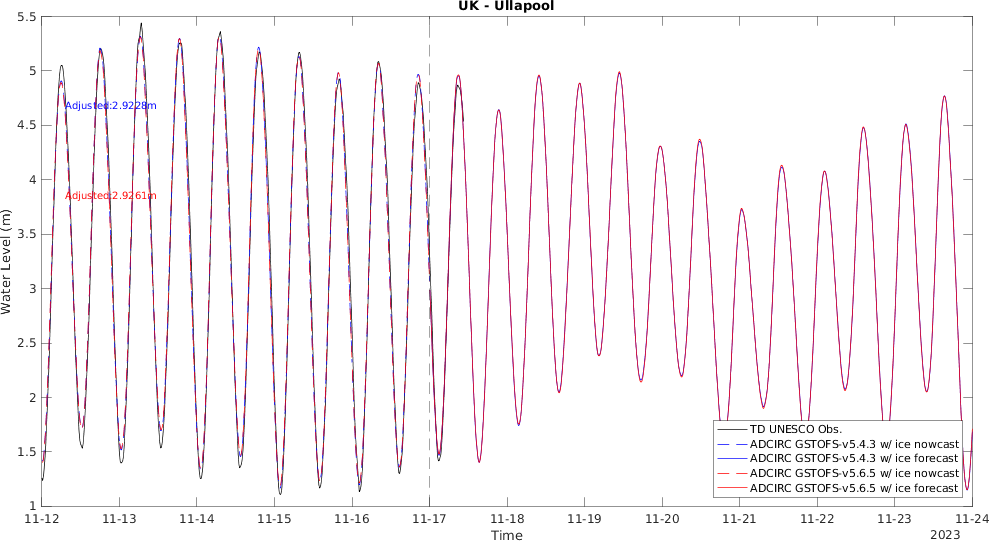 UK - Ullapool
5.5
5
4.5
4
3.5
3
2.5
2
1.5
1
Water Level (m)
Adjusted:2.9228m
Adjusted:2.9261m
TD UNESCO Obs.
ADCIRC GSTOFS-v5.4.3 w/ ice nowcast
ADCIRC GSTOFS-v5.4.3 w/ ice forecast
ADCIRC GSTOFS-v5.6.5 w/ ice nowcast
ADCIRC GSTOFS-v5.6.5 w/ ice forecast
11-12 11-13 11-14 11-15 11-16 11-17 11-18 11-19 11-20 11-21 11-22 11-23 11-24
Time
2023